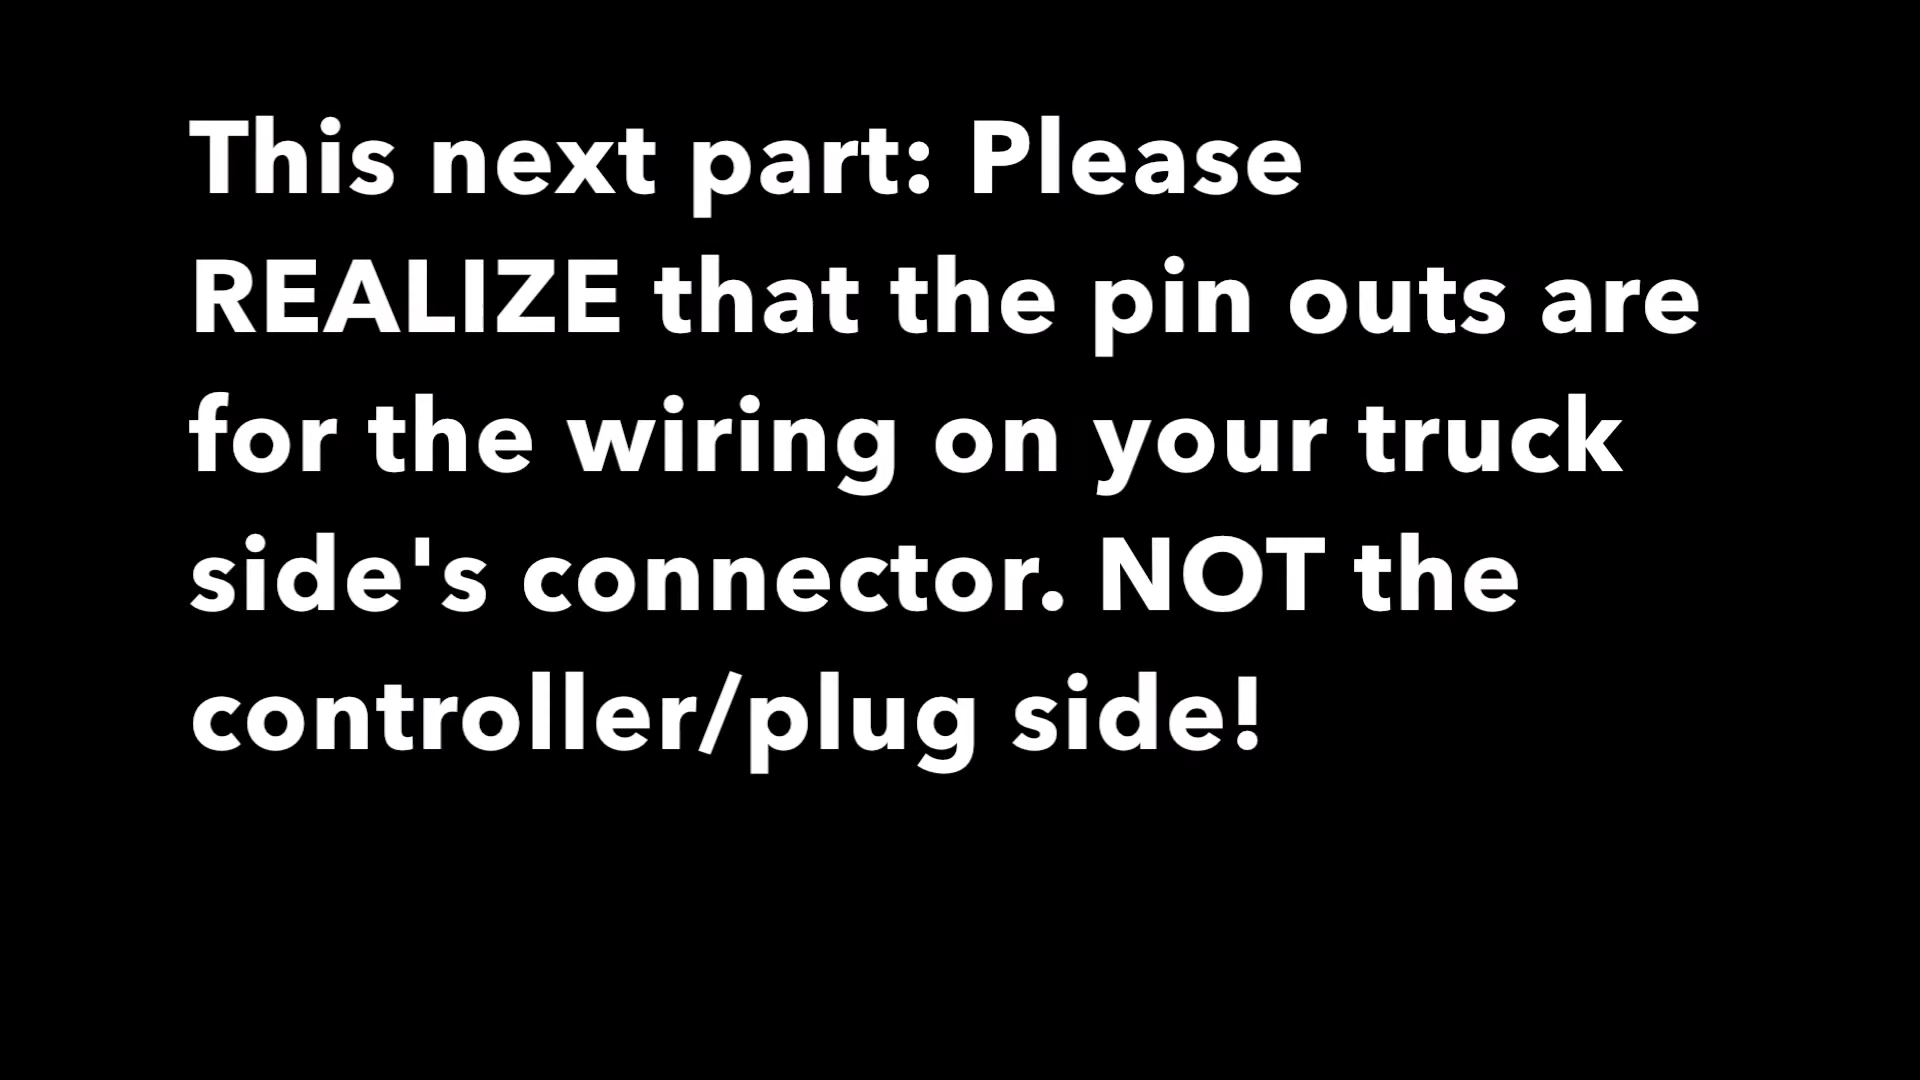 This next part: Please
REALIZE that the pin outs are
for the wiring on your truck
side's connector. NOT the
controller/plug side!